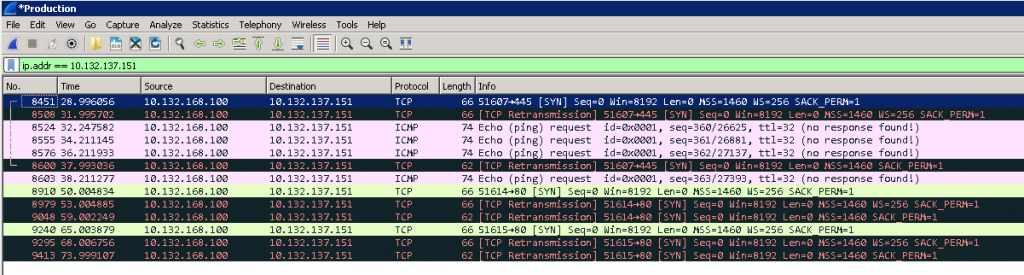 *Production
File Edit View Go Capture Analyze Statistics Telephony Wireless Tools Help
ip.addr == 10.132.137.151
No. Time Source Destination Protocol Length Info
8451 28.996056 10.132.168.100 10.132.137.151 TCP 66 51607→445 [SYN] Seq=0 Win=8192 Len=0 MSS=1460 WS=256 SACK_PERM=1
8508 31.995702 10.132.168.100 10.132.137.151 TCP 66 [TCP Retransmission] 51607→445 [SYN] Seq=0 Win=8192 Len=0 MSS=1460 WS=256 SACK_PERM=1
8524 32.247582 10.132.168.100 10.132.137.151 ICMP 74 Echo (ping) request id=0x0001, seq=360/26625, ttl=32 (no response found!)
8555 34.211145 10.132.168.100 10.132.137.151 ICMP 74 Echo (ping) request id=0x0001, seq=361/26881, ttl=32 (no response found!)
8576 36.211933 10.132.168.100 10.132.137.151 ICMP 74 Echo (ping) request id=0x0001, seq=362/27137, ttl=32 (no response found!)
8600 37.993036 10.132.168.100 10.132.137.151 TCP 62 [TCP Retransmission] 51607→445 [SYN] Seq=0 Win=8192 Len=0 MSS=1460 SACK_PERM=1
8603 38.211277 10.132.168.100 10.132.137.151 ICMP 74 Echo (ping) request id=0x0001, seq=363/27393, ttl=32 (no response found!)
8910 50.004834 10.132.168.100 10.132.137.151 TCP 66 51614→80 [SYN] Seq=0 Win=8192 Len=0 MSS=1460 WS=256 SACK_PERM=1
8979 53.004885 10.132.168.100 10.132.137.151 TCP 66 [TCP Retransmission] 51614→80 [SYN] Seq=0 Win=8192 Len=0 MSS=1460 WS=256 SACK_PERM=1
9048 59.002249 10.132.168.100 10.132.137.151 TCP 62 [TCP Retransmission] 51614→80 [SYN] Seq=0 Win=8192 Len=0 MSS=1460 SACK_PERM=1
9240 65.003879 10.132.168.100 10.132.137.151 TCP 66 51615→80 [SYN] Seq=0 Win=8192 Len=0 MSS=1460 WS=256 SACK_PERM=1
9295 68.006756 10.132.168.100 10.132.137.151 TCP 66 [TCP Retransmission] 51615→80 [SYN] Seq=0 Win=8192 Len=0 MSS=1460 WS=256 SACK_PERM=1
9413 73.999107 10.132.168.100 10.132.137.151 TCP 62 [TCP Retransmission] 51615→80 [SYN] Seq=0 Win=8192 Len=0 MSS=1460 SACK_PERM=1